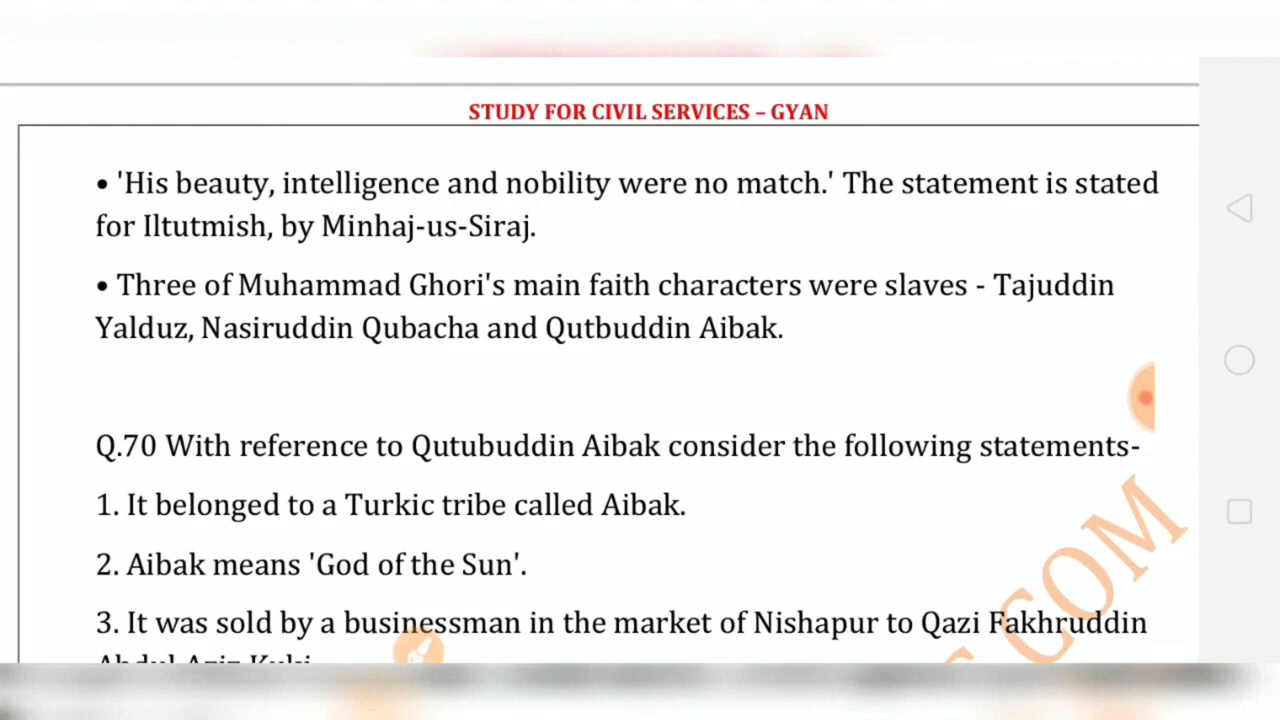 STUDY FOR CIVIL SERVICES – GYAN
• 'His beauty, intelligence and nobility were no match.' The statement is stated
for Iltutmish, by Minhaj-us-Siraj.
• Three of Muhammad Ghori's main faith characters were slaves - Tajuddin
Yalduz, Nasiruddin Qubacha and Qutbuddin Aibak.
Q.70 With reference to Qutubuddin Aibak consider the following statements-
1. It belonged to a Turkic tribe called Aibak.
2. Aibak means 'God of the Sun'.
3. It was sold by a businessman in the market of Nishapur to Qazi Fakhruddin
Abdul Aziz Kuki
COM